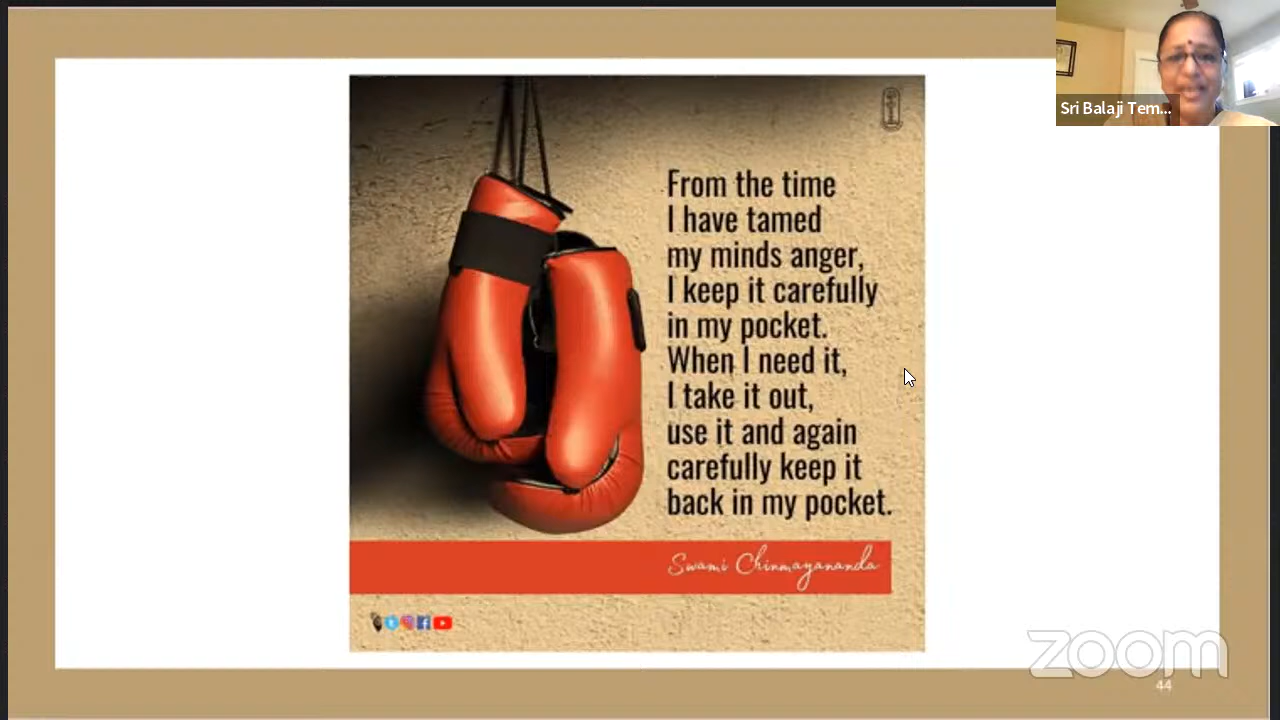 Sri Balaji Tem...
From the time
I have tamed
my minds anger,
I keep it carefully
in my pocket.
When I need it,
I take it out,
use it and again
carefully keep it
back in my pocket.
Swami Chinmayananda
zoom
44